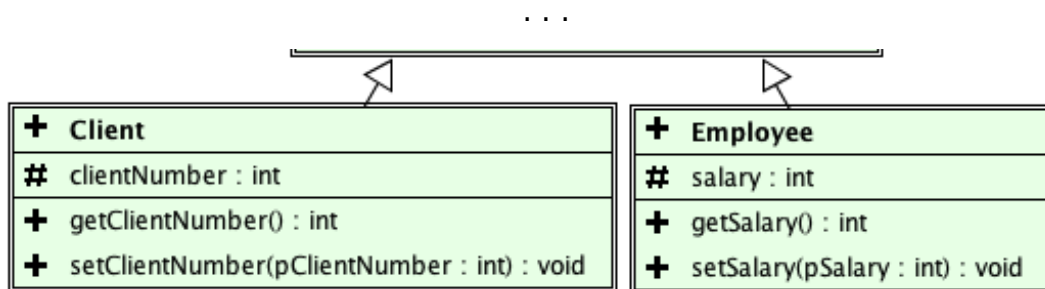 . . .
+ Client
# clientNumber : int
+ getClientNumber() : int
+ setClientNumber(pClientNumber : int) : void
+ Employee
# salary : int
+ getSalary() : int
+ setSalary(pSalary : int) : void